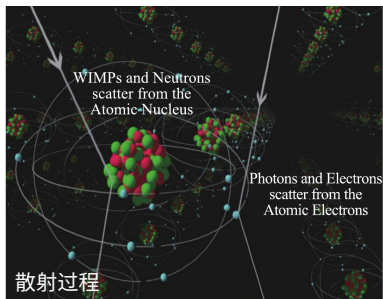 WIMPs and Neutrons
scatter from the
Atomic Nucleus
Photons and Electrons
scatter from the
Atomic Electrons
散射过程